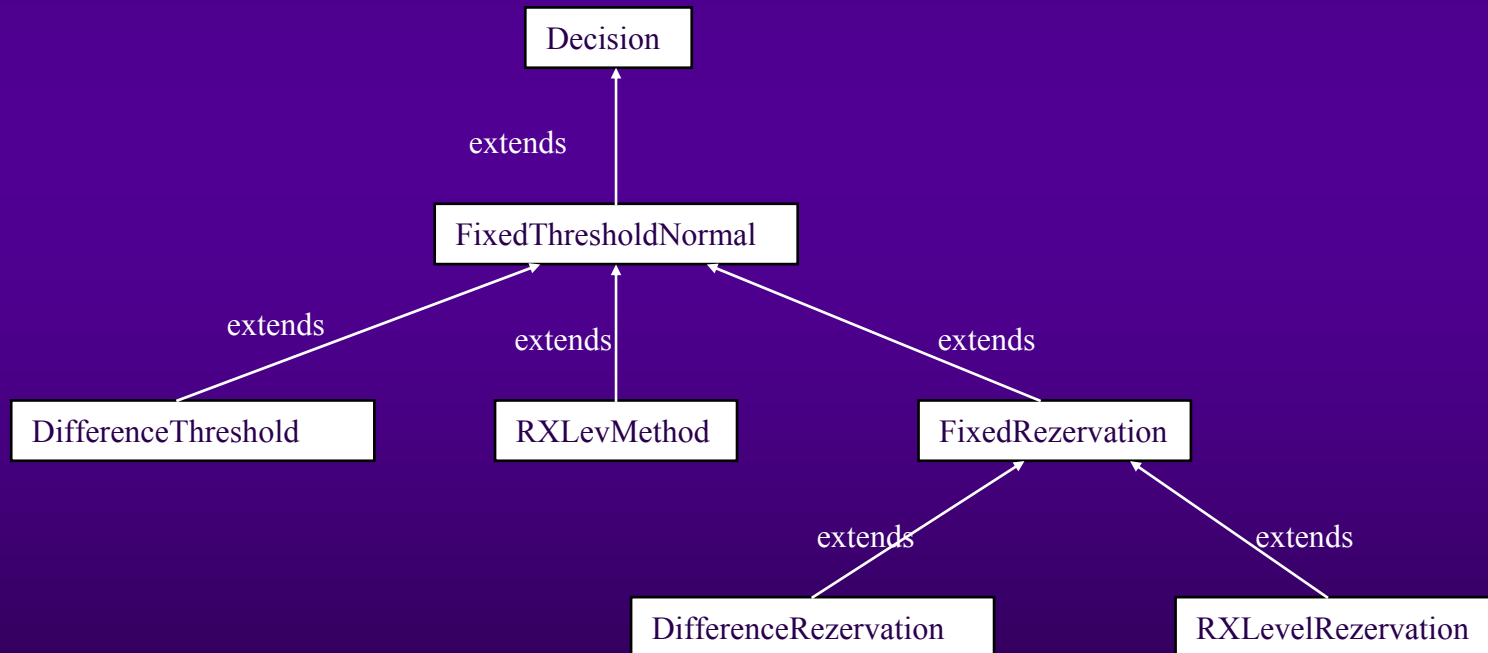 Decision
extends
FixedThresholdNormal
extends
extends
extends
DifferenceThreshold
RXLevMethod
FixedRezervation
extends
extends
DifferenceRezervation
RXLevelRezervation